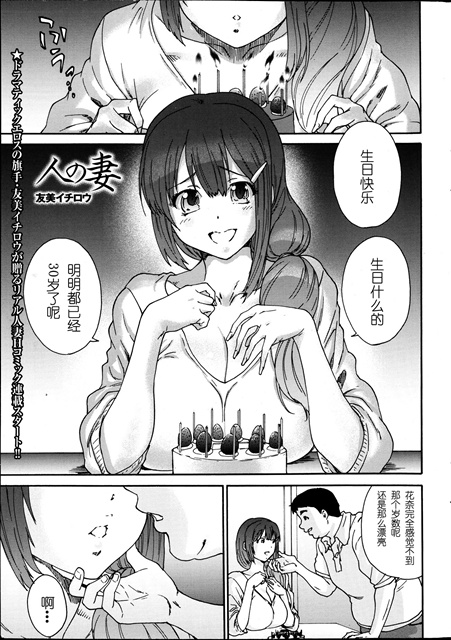 ふうっ
生日快乐
人の妻
友美イチロウ
生日什么的
明明都已经
30岁了呢
★ドラマティックエロスの旗手・友美イチロウが贈るリアル人妻日コミック連載スタート!!
花奈完全感觉不到
那个岁数呢
还是那么漂亮
啊…